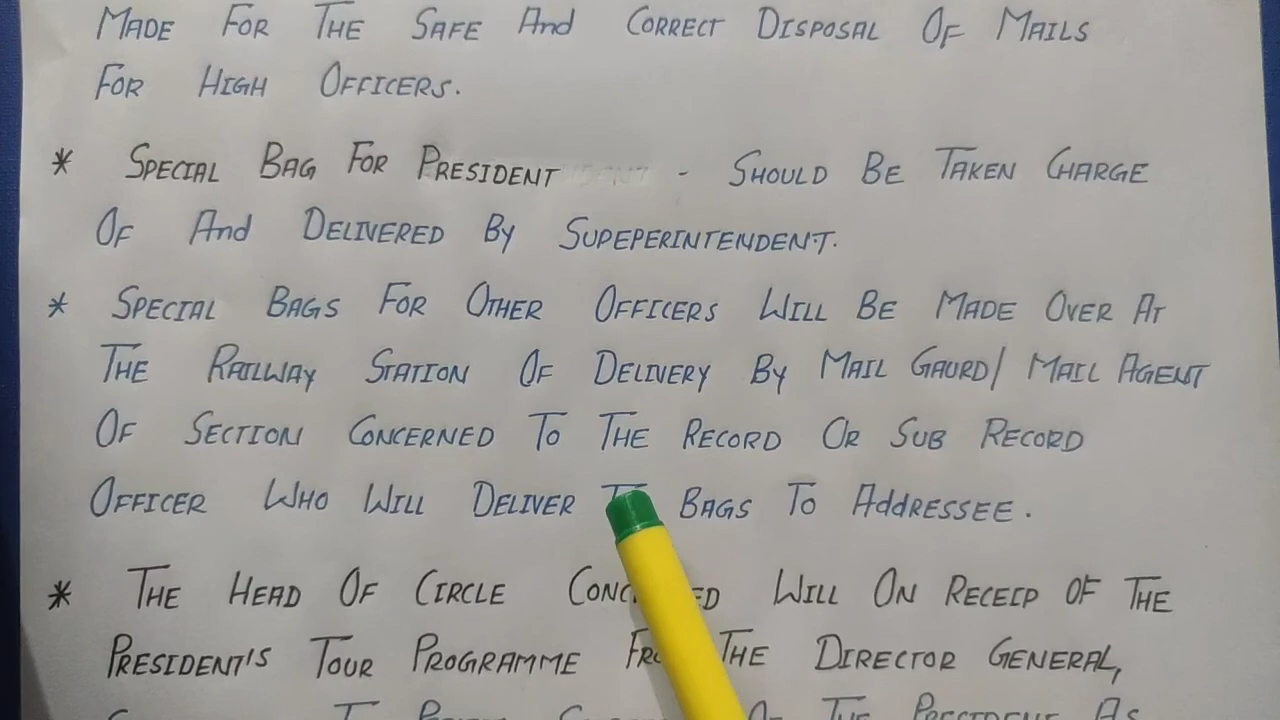 MADE FOR THE SAFE And CORRECT DISPOSAL OF MAILS
FOR HIGH OFFICERS.
* SPECIAL BAG FOR PRESIDENT - SHOULD BE TAKEN CHARGE
OF And DELIVERED BY SUPEPERINTENDENT.
* SPECIAL BAGS FOR OTHER OFFICERS WILL BE MADE OVER AT
THE RAILWAY STATION OF DELIVERY BY MAIL GAURD/ MAIL AGENT
OF SECTION CONCERNED TO THE RECORD OR SUB RECORD
OFFICER WHO WILL DELIVER BAGS TO ADDRESSEE.
* THE HEAD OF CIRCLE WILL ON RECEIP OF THE
PRESIDENT'S TOUR PROGRAMME THE DIRECTOR GENERAL,
OF THE PRESIDENT AS